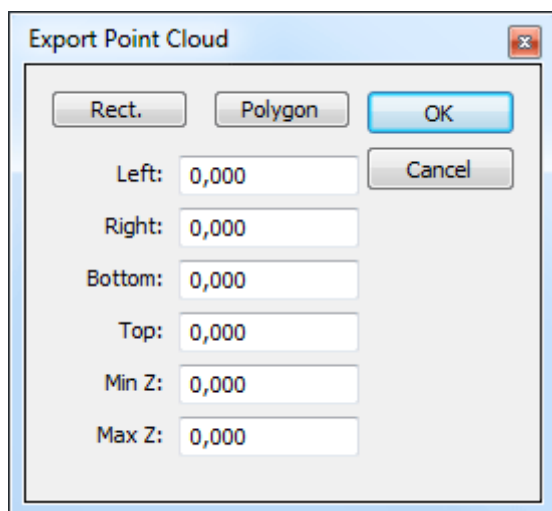 Export Point Cloud
x
Rect. Polygon OK
Cancel
Left: 0,000
Right: 0,000
Bottom: 0,000
Top: 0,000
Min Z: 0,000
Max Z: 0,000